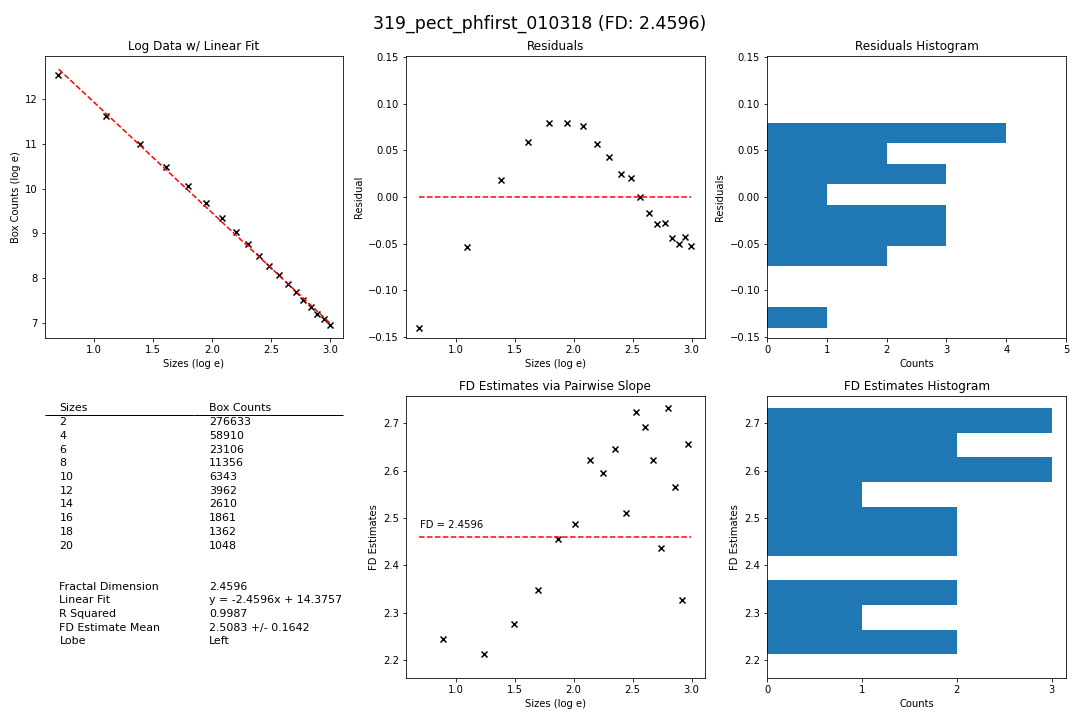 319_pect_phfirst_010318 (FD: 2.4596)
Log Data w/ Linear Fit
Box Counts (log e)
12
11
10
9
8
7
1.0 1.5 2.0 2.5 3.0
Sizes (log e)
Residuals
Residual
0.15
0.10
0.05
0.00
−0.05
−0.10
−0.15
1.0 1.5 2.0 2.5 3.0
Sizes (log e)
Residuals Histogram
Residuals
0.15
0.10
0.05
0.00
−0.05
−0.10
−0.15
0 1 2 3 4 5
Counts
Sizes Box Counts
2 276633
4 58910
6 23106
8 11356
10 6343
12 3962
14 2610
16 1861
18 1362
20 1048
Fractal Dimension 2.4596
Linear Fit y = -2.4596x + 14.3757
R Squared 0.9987
FD Estimate Mean 2.5083 +/- 0.1642
Lobe Left
FD Estimates via Pairwise Slope
FD Estimates
2.7
2.6
2.5
2.4
2.3
2.2
FD = 2.4596
1.0 1.5 2.0 2.5 3.0
Sizes (log e)
FD Estimates Histogram
FD Estimates
2.7
2.6
2.5
2.4
2.3
2.2
0 1 2 3
Counts